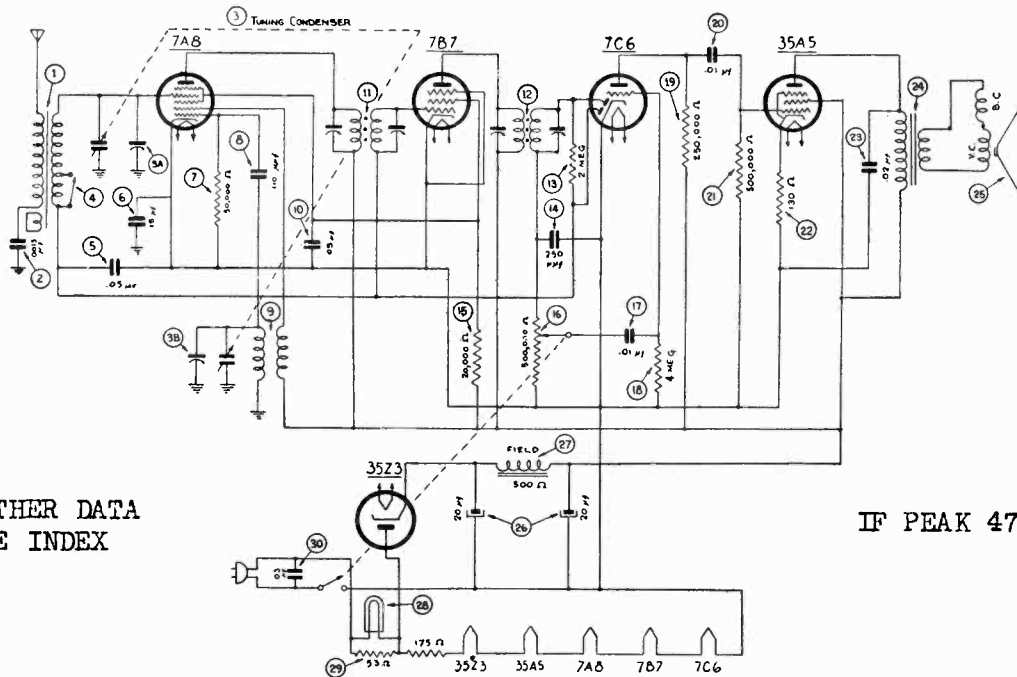 3 TUNING CONDENSER
7A8
7B7
7C6
20
35A5
.01 µf
1
11
12
19
250,000 Ω
24
B.C
V.C.
3A
8
110 µµf
7
50,000 Ω
4
6
.15 µf
10
.05 µf
13
2 MEG
14
250 µµf
21
500,000 Ω
23
.02 µf
25
130 Ω
22
.0015 µf
2
5
.05 µf
3B
9
15
20,000 Ω
16
500,000 Ω
17
.01 µf
18
4 MEG
FIELD
27
500 Ω
35Z3
20 µf
26
20 µf
THER DATA
E INDEX
IF PEAK 47
30
28
29
53 Ω
175 Ω
35Z3
35A5
7A8
7B7
7C6